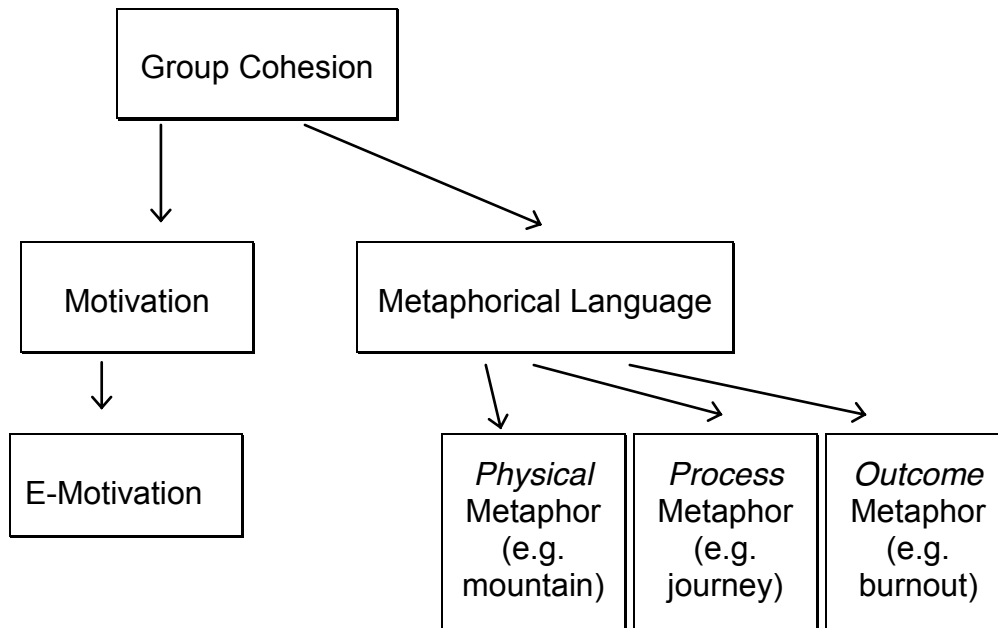 Group Cohesion
Motivation
Metaphorical Language
E-Motivation
Physical
Metaphor
(e.g.
mountain)
Process
Metaphor
(e.g.
journey)
Outcome
Metaphor
(e.g.
burnout)